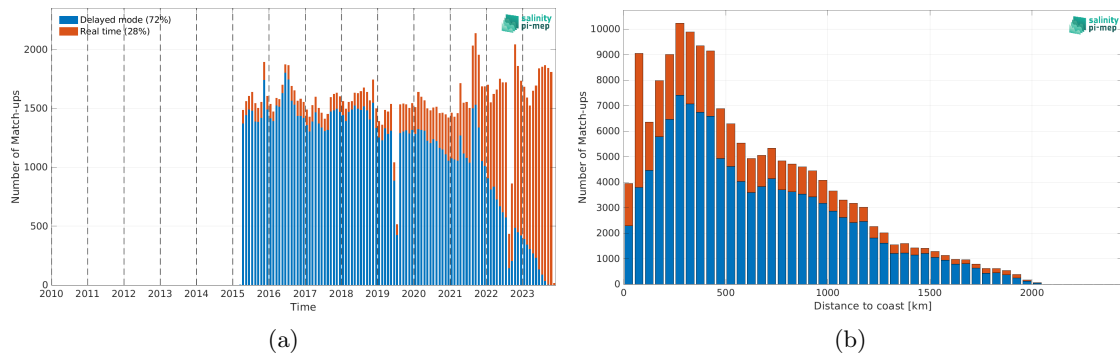 Delayed mode (72%)
Real time (28%)
salinity
pi-mep
Number of Match-ups
2000
1500
1000
500
0
2010 2011 2012 2013 2014 2015 2016 2017 2018 2019 2020 2021 2022 2023
Time
(a)
salinity
pi-mep
Number of Match-ups
10000
9000
8000
7000
6000
5000
4000
3000
2000
1000
0
0 500 1000 1500 2000
Distance to coast [km]
(b)